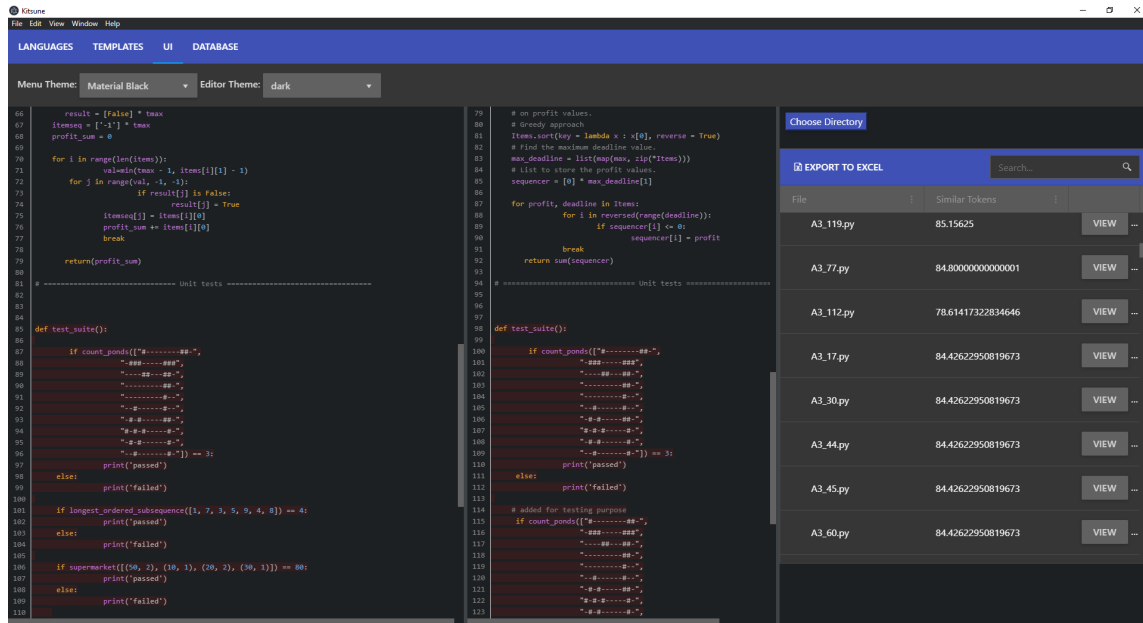 Kitsune
File Edit View Window Help
LANGUAGES TEMPLATES UI DATABASE
Menu Theme: Material Black Editor Theme: dark
66 result = [False] * tmax
67 itemseq = ['-1'] * tmax
68 profit_sum = 0
69
70 for i in range(len(items)):
71 val=min(tmax - 1, items[i][1] - 1)
72 for j in range(val, -1, -1):
73 if result[j] is False:
74 result[j] = True
75 itemseq[j] = items[i][0]
76 profit_sum += items[i][0]
77 break
78
79 return(profit_sum)
80
81 # ------------------------------ Unit tests ---------------------------------
82
83
84
85 def test_suite():
86
87 if count_ponds(["#--------##-",
88 "-###-----###",
89 "----##---##-",
90 "---------##-",
91 "---------#--",
92 "--#------#--",
93 "-#-#-----##-",
94 "#-#-#-----#-",
95 "-#-#------#-",
96 "--#-------#-"]) == 3:
97 print('passed')
98 else:
99 print('failed')
100
101 if longest_ordered_subsequence([1, 7, 3, 5, 9, 4, 8]) == 4:
102 print('passed')
103 else:
104 print('failed')
105
106 if supermarket([(50, 2), (10, 1), (20, 2), (30, 1)]) == 80:
107 print('passed')
108 else:
109 print('failed')
110
79 # on profit values.
80 # Greedy approach
81 Items.sort(key = lambda x : x[0], reverse = True)
82 # Find the maximum deadline value.
83 max_deadline = list(map(max, zip(*Items)))
84 # List to store the profit values.
85 sequencer = [0] * max_deadline[1]
86
87 for profit, deadline in Items:
88 for i in reversed(range(deadline)):
89 if sequencer[i] <= 0:
90 sequencer[i] = profit
91 break
92 return sum(sequencer)
93
94 # ============================== Unit tests ===================
95
96
97
98 def test_suite():
99
100 if count_ponds(["#--------##-",
101 "-###-----###",
102 "----##---##-",
103 "---------##-",
104 "---------#--",
105 "--#------#--",
106 "-#-#-----##-",
107 "#-#-#-----#-",
108 "-#-#------#-",
109 "--#-------#-"]) == 3:
110 print('passed')
111 else:
112 print('failed')
113
114 # added for testing purpose
115 if count_ponds(["#--------##-",
116 "-###-----###",
117 "----##---##-",
118 "---------##-",
119 "---------#--",
120 "--#------#--",
121 "-#-#-----##-",
122 "#-#-#-----#-",
123 "-#-#------#-",
Choose Directory
EXPORT TO EXCEL Search...
File Similar Tokens
A3_119.py 85.15625 VIEW ...
A3_77.py 84.80000000000001 VIEW ...
A3_112.py 78.61417322834646 VIEW ...
A3_17.py 84.42622950819673 VIEW ...
A3_30.py 84.42622950819673 VIEW ...
A3_44.py 84.42622950819673 VIEW ...
A3_45.py 84.42622950819673 VIEW ...
A3_60.py 84.42622950819673 VIEW ...